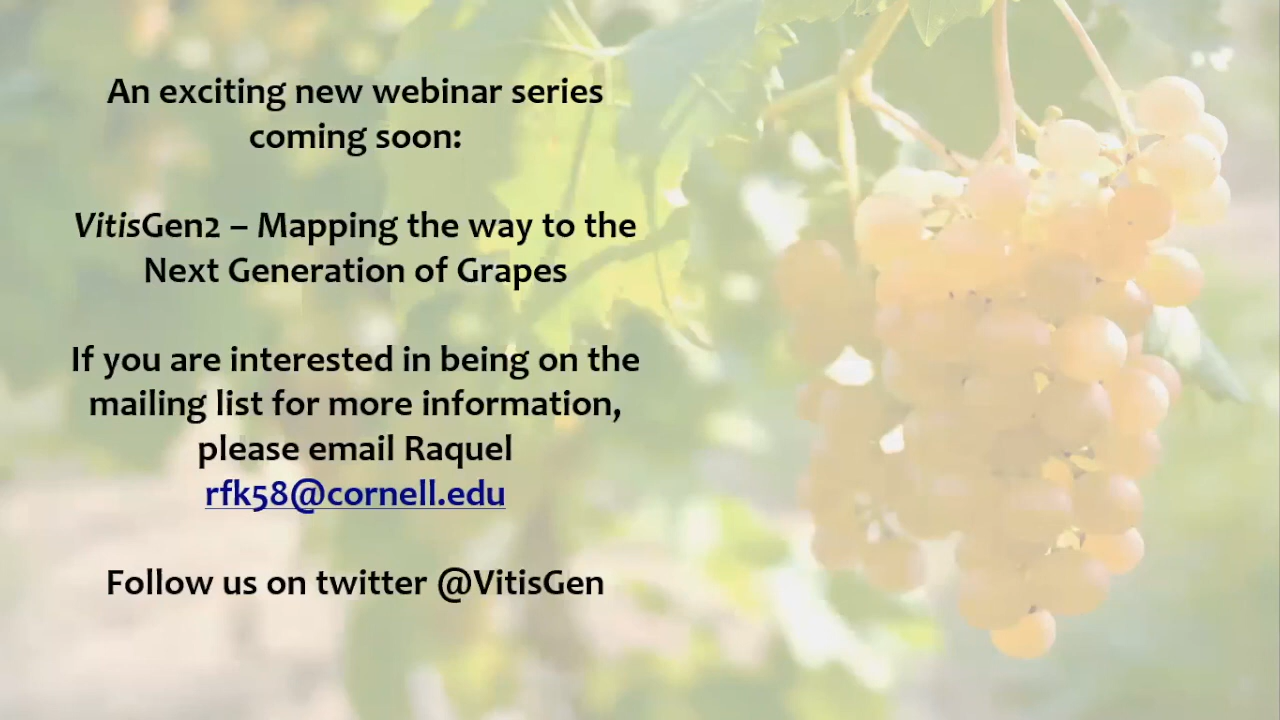 An exciting new webinar series
coming soon:
VitisGen2 – Mapping the way to the
Next Generation of Grapes
If you are interested in being on the
mailing list for more information,
please email Raquel
rfk58@cornell.edu
Follow us on twitter @VitisGen